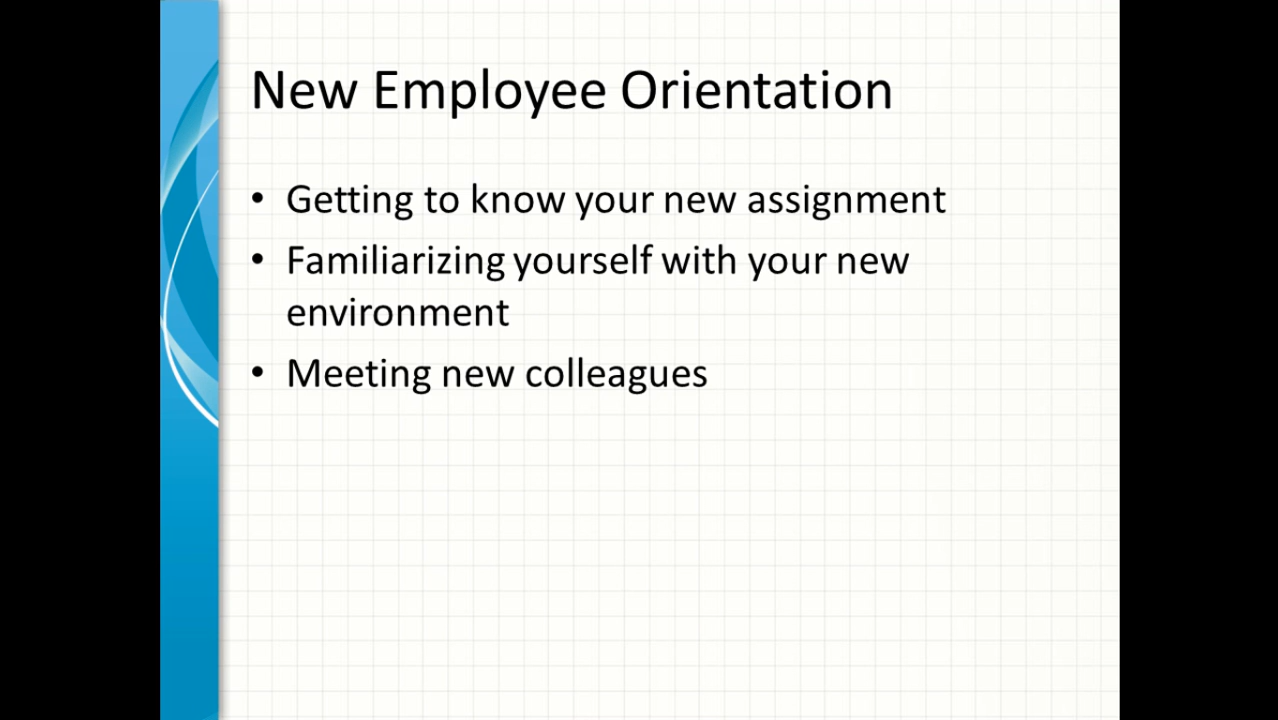 New Employee Orientation
• Getting to know your new assignment
• Familiarizing yourself with your new
environment
• Meeting new colleagues